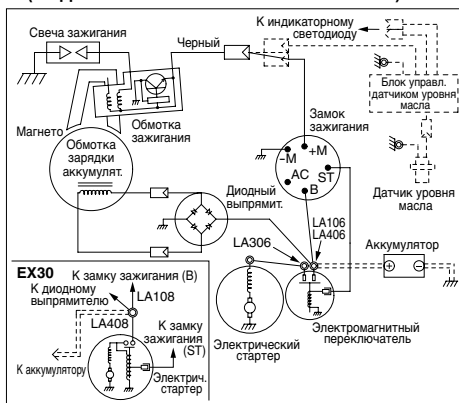 Свеча зажигания
Черный
К индикаторному
светодиоду
Блок управл.
датчиком уровня
масла
Магнето
Обмотка
зажигания
Замок
зажигания
Обмотка
зарядки
аккумулят.
-M
+M
AC
ST
B
Диодный
выпрямит.
Датчик уровня
масла
LA106
LA406
LA306
Аккумулятор
EX30
К замку зажигания (B)
К диодному
выпрямителю
LA108
LA408
К замку
зажигания
(ST)
К аккумулятору
Электрич.
стартер
Электрический
стартер
Электромагнитный
переключатель